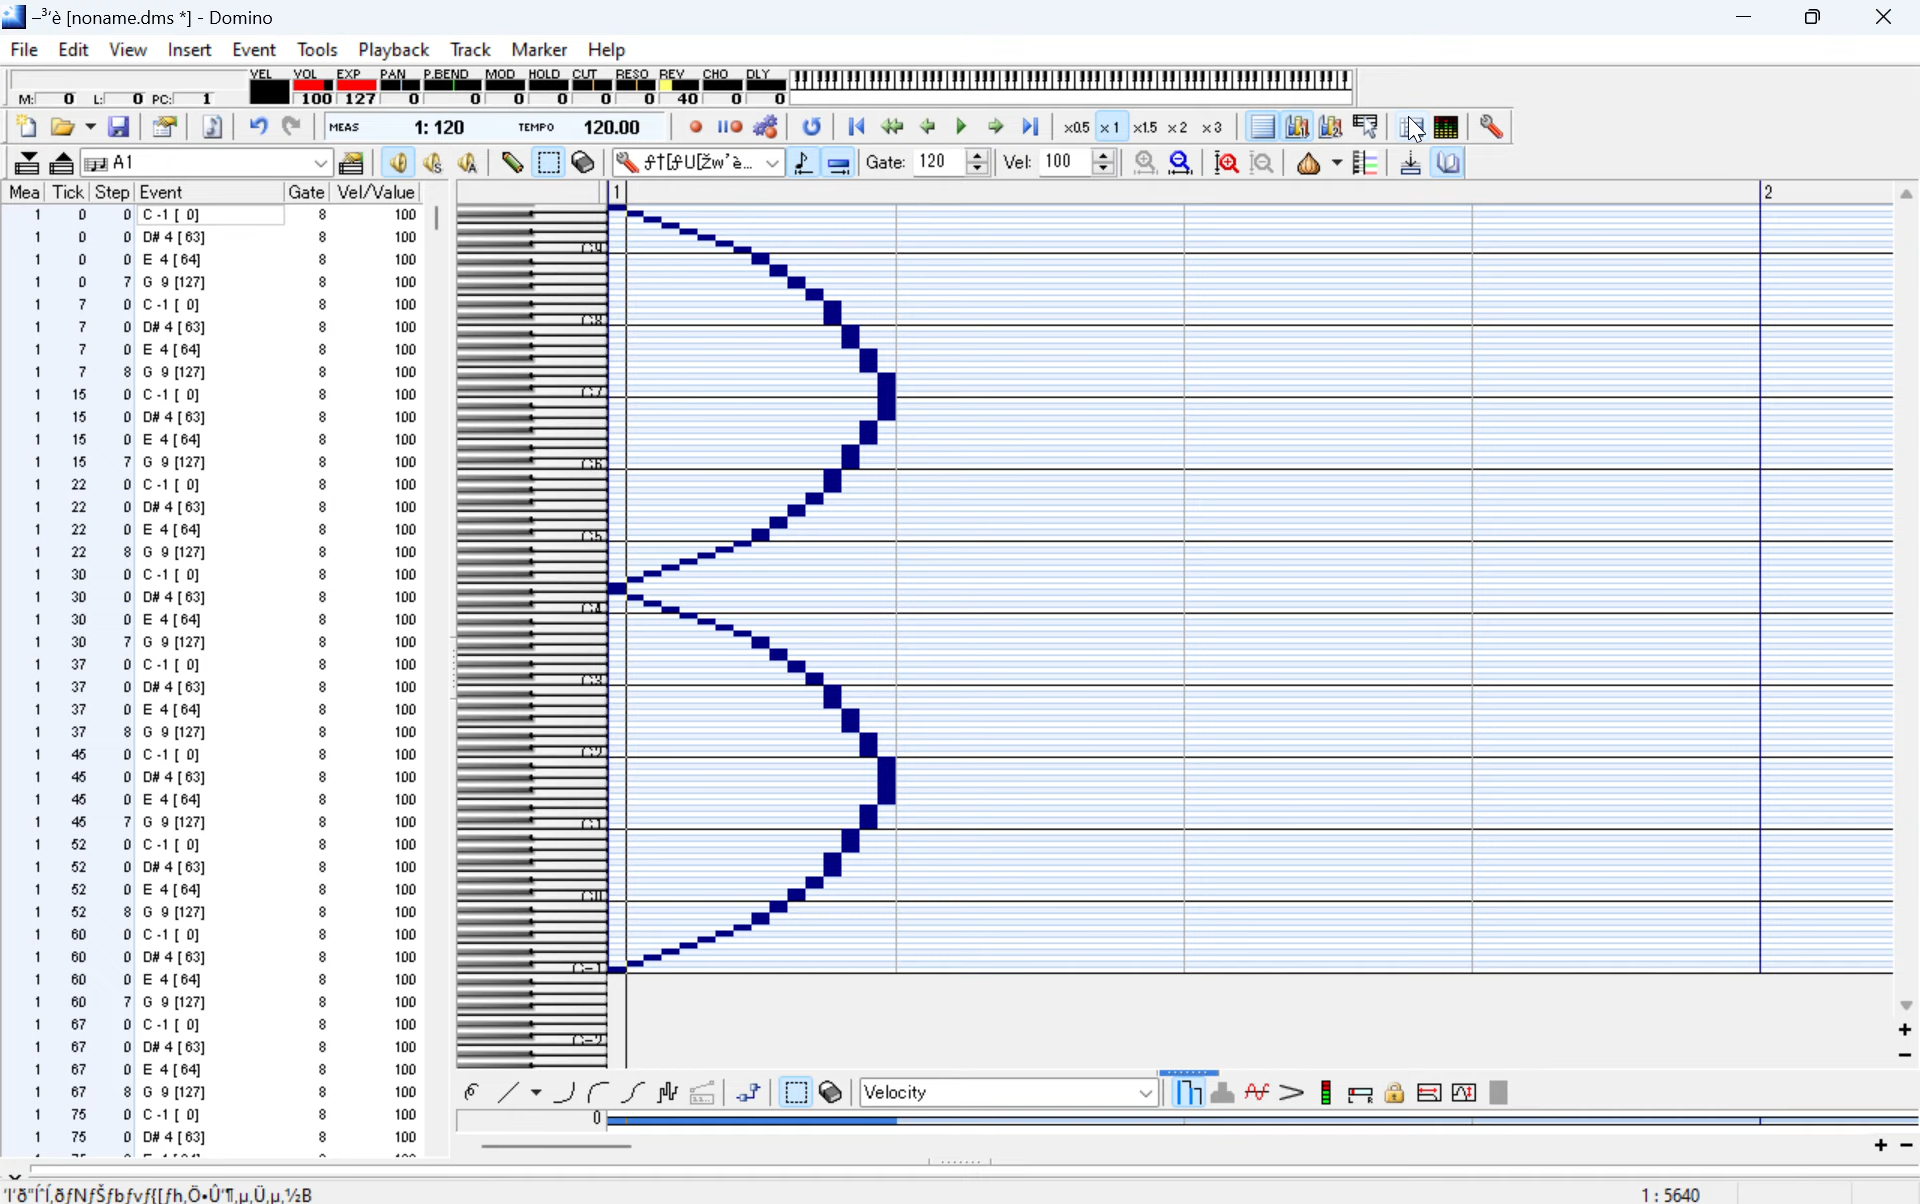 –³‘è [noname.dms *] - Domino
File Edit View Insert Event Tools Playback Track Marker Help
VEL VOL EXP PAN P.BEND MOD HOLD CUT RESO REV CHO DLY
M: 0 L: 0 PC: 1 100 127 0 0 0 0 0 0 40 0 0
MEAS 1: 120 TEMPO 120.00 x0.5 x 1 x1.5 x 2 x 3
A1 Gate: 120 Vel: 100
Mea Tick Step Event Gate Vel/Value 1 2
1 0 0 C -1 [ 0] 8 100
1 0 0 D# 4 [ 63] 8 100
1 0 0 E 4 [ 64] 8 100
1 0 7 G 9 [127] 8 100
1 7 0 C -1 [ 0] 8 100
1 7 0 D# 4 [ 63] 8 100
1 7 0 E 4 [ 64] 8 100
1 7 8 G 9 [127] 8 100
1 15 0 C -1 [ 0] 8 100
1 15 0 D# 4 [ 63] 8 100
1 15 0 E 4 [ 64] 8 100
1 15 7 G 9 [127] 8 100
1 22 0 C -1 [ 0] 8 100
1 22 0 D# 4 [ 63] 8 100
1 22 0 E 4 [ 64] 8 100
1 22 8 G 9 [127] 8 100
1 30 0 C -1 [ 0] 8 100
1 30 0 D# 4 [ 63] 8 100
1 30 0 E 4 [ 64] 8 100
1 30 7 G 9 [127] 8 100
1 37 0 C -1 [ 0] 8 100
1 37 0 D# 4 [ 63] 8 100
1 37 0 E 4 [ 64] 8 100
1 37 8 G 9 [127] 8 100
1 45 0 C -1 [ 0] 8 100
1 45 0 D# 4 [ 63] 8 100
1 45 0 E 4 [ 64] 8 100
1 45 7 G 9 [127] 8 100
1 52 0 C -1 [ 0] 8 100
1 52 0 D# 4 [ 63] 8 100
1 52 0 E 4 [ 64] 8 100
1 52 8 G 9 [127] 8 100
1 60 0 C -1 [ 0] 8 100
1 60 0 D# 4 [ 63] 8 100
1 60 0 E 4 [ 64] 8 100
1 60 7 G 9 [127] 8 100
1 67 0 C -1 [ 0] 8 100
1 67 0 D# 4 [ 63] 8 100
1 67 0 E 4 [ 64] 8 100
1 67 8 G 9 [127] 8 100
1 75 0 C -1 [ 0] 8 100
1 75 0 D# 4 [ 63] 8 100
C9
C8
C7
C6
C5
C4
C3
C2
C1
C0
C-1
C-2
Velocity
0
1 : 5640